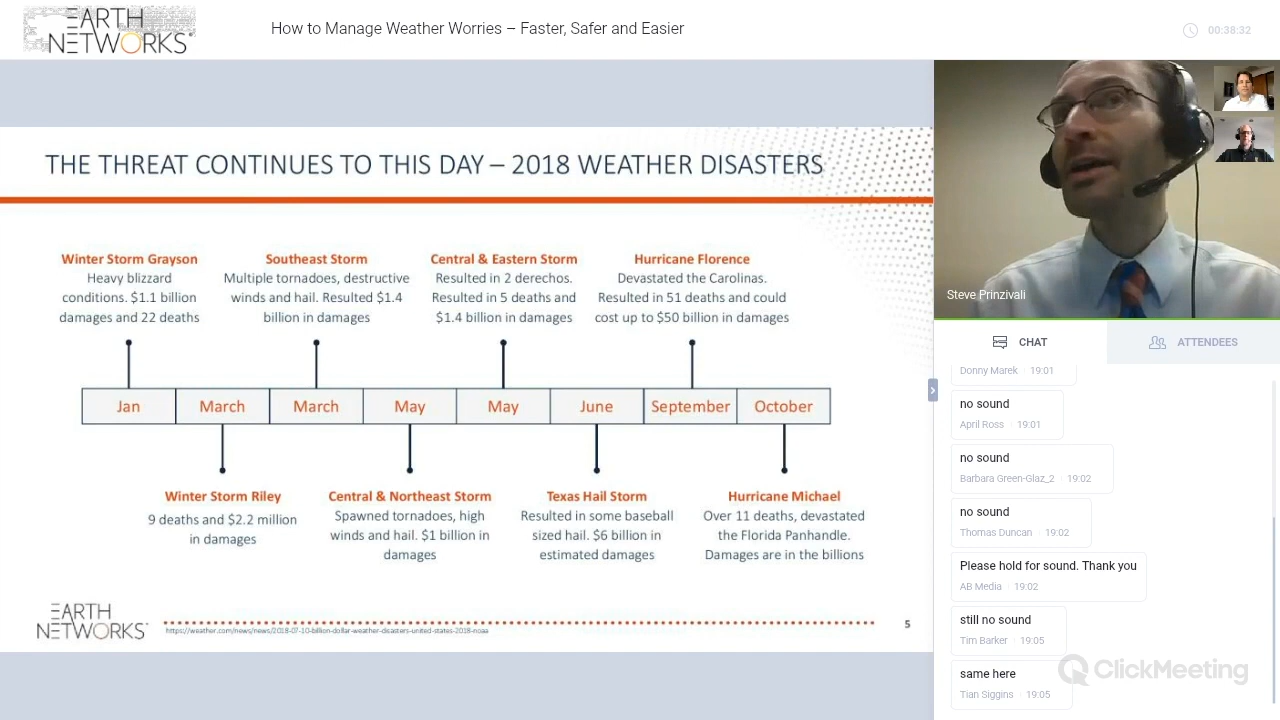 EARTH
NETWORKS
How to Manage Weather Worries – Faster, Safer and Easier
00:38:32
THE THREAT CONTINUES TO THIS DAY – 2018 WEATHER DISASTERS
Winter Storm Grayson
Heavy blizzard
conditions. $1.1 billion
damages and 22 deaths
Southeast Storm
Multiple tornadoes, destructive
winds and hail. Resulted $1.4
billion in damages
Central & Eastern Storm
Resulted in 2 derechos.
Resulted in 5 deaths and
$1.4 billion in damages
Hurricane Florence
Devastated the Carolinas.
Resulted in 51 deaths and could
cost up to $50 billion in damages
Jan
March
March
May
May
June
September
October
Winter Storm Riley
9 deaths and $2.2 million
in damages
Central & Northeast Storm
Spawned tornadoes, high
winds and hail. $1 billion in
damages
Texas Hail Storm
Resulted in some baseball
sized hail. $6 billion in
estimated damages
Hurricane Michael
Over 11 deaths, devastated
the Florida Panhandle.
Damages are in the billions
EARTH
NETWORKS
https://weather.com/news/news/2018-07-10-billion-dollar-weather-disasters-united-states-2018-noaa
5
Steve Prinzivali
CHAT
ATTENDEES
Donny Marek 19:01
no sound
April Ross 19:01
no sound
Barbara Green-Glaz_2 19:02
no sound
Thomas Duncan 19:02
Please hold for sound. Thank you
AB Media 19:02
still no sound
Tim Barker 19:05
same here
Tian Siggins 19:05
ClickMeeting